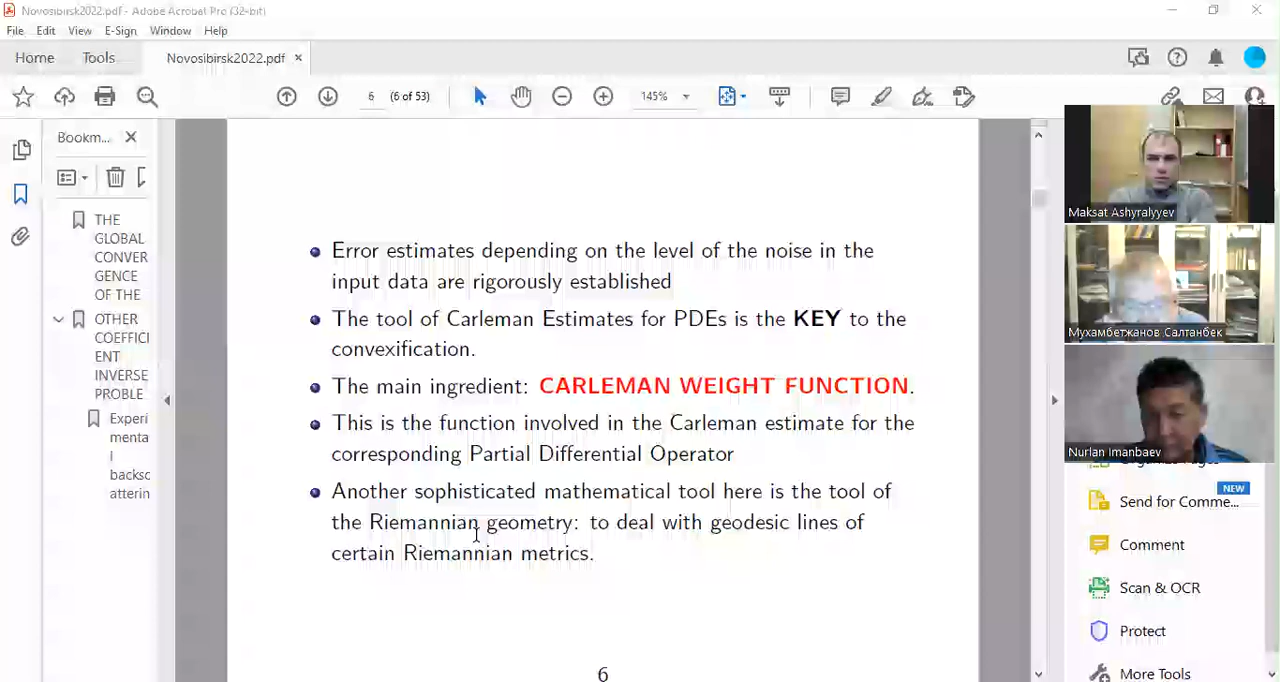 Novosibirsk2022.pdf - Adobe Acrobat Pro (32-bit)
File Edit View E-Sign Window Help
Home Tools Novosibirsk2022.pdf ×
6 (6 of 53) 145%
Bookm...
THE
GLOBAL
CONVER
GENCE
OF THE
OTHER
COEFFICI
ENT
INVERSE
PROBLE
Experi
menta
l
backsc
atterin
Error estimates depending on the level of the noise in the
input data are rigorously established
The tool of Carleman Estimates for PDEs is the KEY to the
convexification.
The main ingredient: CARLEMAN WEIGHT FUNCTION.
This is the function involved in the Carleman estimate for the
corresponding Partial Differential Operator
Another sophisticated mathematical tool here is the tool of
the Riemannian geometry: to deal with geodesic lines of
certain Riemannian metrics.
6
Maksat Ashyralyyev
Мухамбетжанов Салтанбек
Nurlan Imanbaev
NEW
Send for Comme...
Comment
Scan & OCR
Protect
More Tools